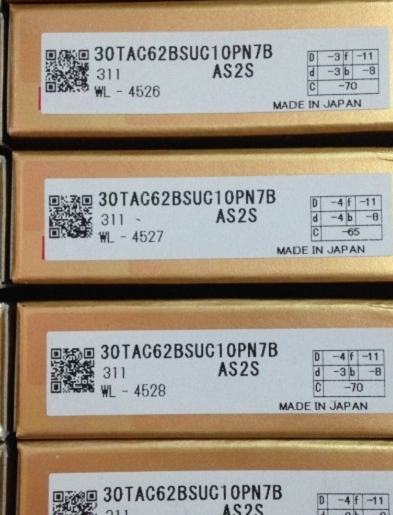 30TAC62BSUC10PN7B
311 AS2S
WL - 4526
D -3 f -11
d -3 b -8
C -70
MADE IN JAPAN
30TAC62BSUC10PN7B
311 AS2S
WL - 4527
D -4 f -11
d -4 b -8
C -65
MADE IN JAPAN
30TAC62BSUC10PN7B
311 AS2S
WL - 4528
D -4 f -11
d -3 b -8
C -70
MADE IN JAPAN
30TAC62BSUC10PN7B
311 AS2S
D -4 f -11